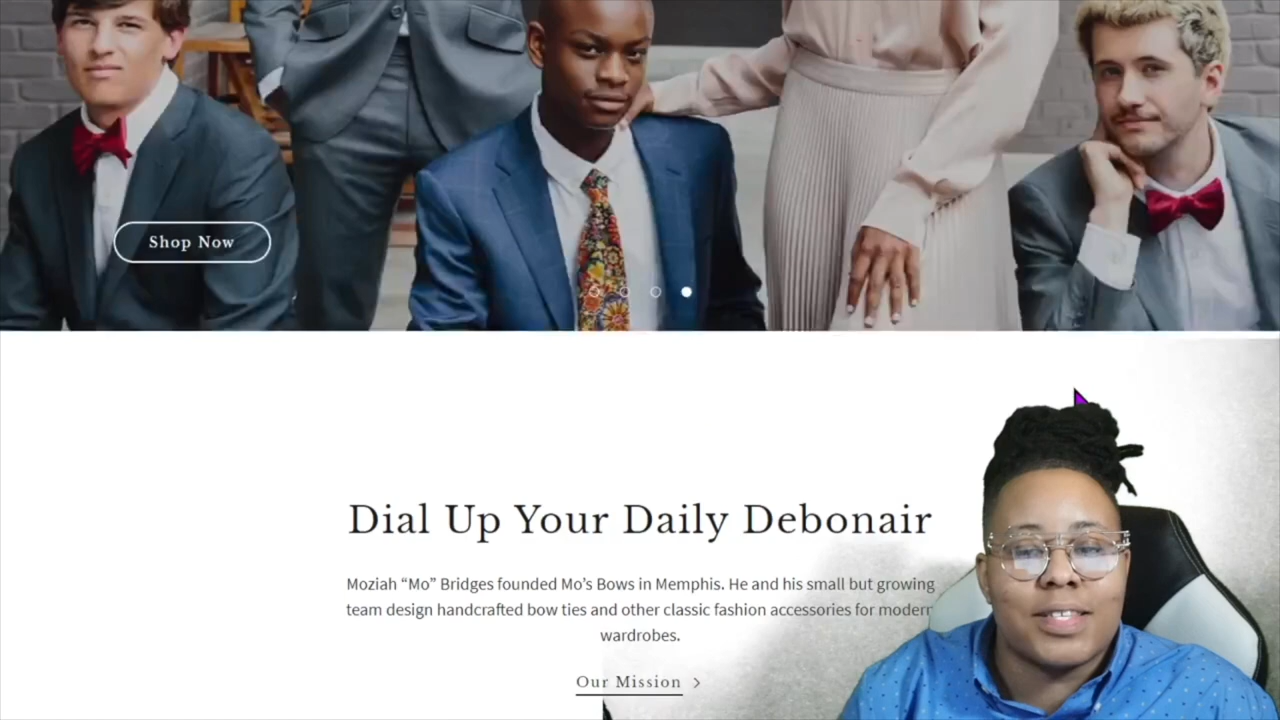 Shop Now
Dial Up Your Daily Debonair
Moziah “Mo” Bridges founded Mo’s Bows in Memphis. He and his small but growing
team design handcrafted bow ties and other classic fashion accessories for modern
wardrobes.
Our Mission